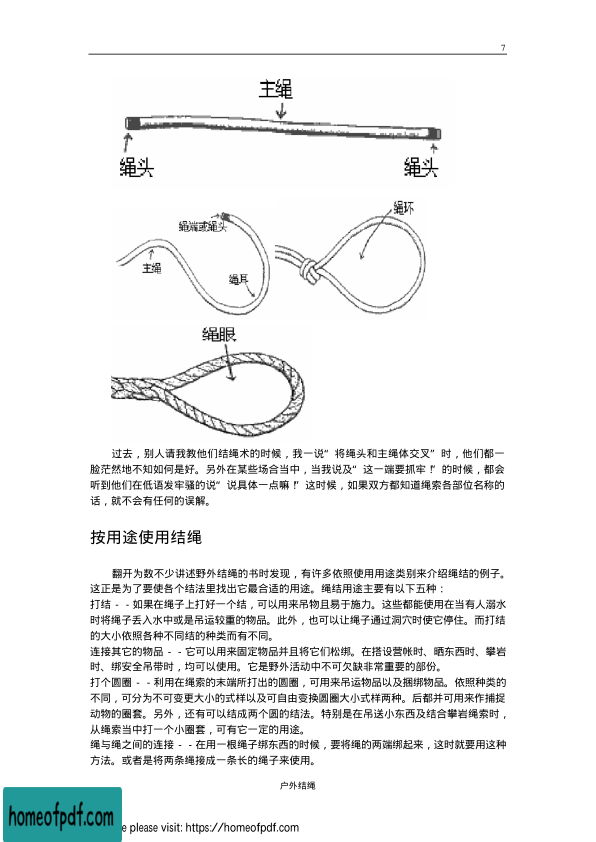 7
主绳
绳头
绳头
绳端或绳头
主绳
绳耳
绳环
绳眼
过去，别人请我教他们结绳术的时候，我一说“将绳头和主绳体交叉”时，他们都一
脸茫然地不知如何是好。另外在某些场合当中，当我说及“这一端要抓牢！”的时候，都会
听到他们在低语发牢骚的说“说具体一点嘛！”这时候，如果双方都知道绳索各部位名称的
话，就不会有任何的误解。
按用途使用结绳
翻开为数不少讲述野外结绳的书时发现，有许多依照使用用途类别来介绍绳结的例子。
这正是为了要使各个结法里找出它最合适的用途。绳结用途主要有以下五种：
打结－－如果在绳子上打好一个结，可以用来吊物且易于施力。这些都能使用在当有人溺水
时将绳子丢入水中或是吊运较重的物品。此外，也可以让绳子通过洞穴时使它停住。而打结
的大小依照各种不同结的种类而有不同。
连接其它的物品－－它可以用来固定物品并且将它们松绑。在搭设营帐时、晒东西时、攀岩
时、绑安全吊带时，均可以使用。它是野外活动中不可欠缺非常重要的部份。
打个圆圈－－利用在绳索的末端所打出的圆圈，可用来吊运物品以及捆绑物品。依照种类的
不同，可分为不可变更大小的式样以及可自由变换圆圈大小式样两种。后都并可用来作捕捉
动物的圈套。另外，还有可以结成两个圆的结法。特别是在吊送小东西及结合攀岩绳索时，
从绳索当中打一个小圈套，可有它一定的用途。
绳与绳之间的连接－－在用一根绳子绑东西的时候，要将绳的两端绑起来，这时就要用这种
方法。或者是将两条绳接成一条长的绳子来使用。
户外结绳
homeofpdf.com
e please visit: https://homeofpdf.com